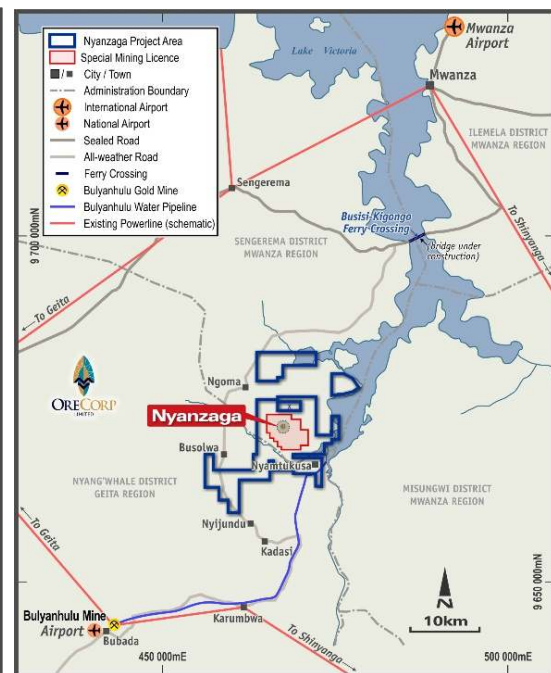 Nyanzaga Project Area
Special Mining Licence
City / Town
Administration Boundary
International Airport
National Airport
Sealed Road
All-weather Road
Ferry Crossing
Bulyanhulu Gold Mine
Bulyanhulu Water Pipeline
Existing Powerline (schematic)
Lake Victoria
Mwanza
Airport
Mwanza
ILEMELA DISTRICT
MWANZA REGION
Sengerema
To Shinyanga
9 700 000mN
Busisi-Kigongo
Ferry Crossing
(Bridge under
construction)
SENGEREMA DISTRICT
MWANZA REGION
To Geita
Ngoma
ORECORP
LIMITED
Nyanzaga
Busolwa
Nyamtukusa
NYANG'WHALE DISTRICT
GEITA REGION
MISUNGWI DISTRICT
MWANZA REGION
Nyijundu
Kadasi
To Geita
9 650 000mN
N
10km
Bulyanhulu Mine
Airport
Bubada
Karumbwa
To Shinyanga
450 000mE
500 000mE